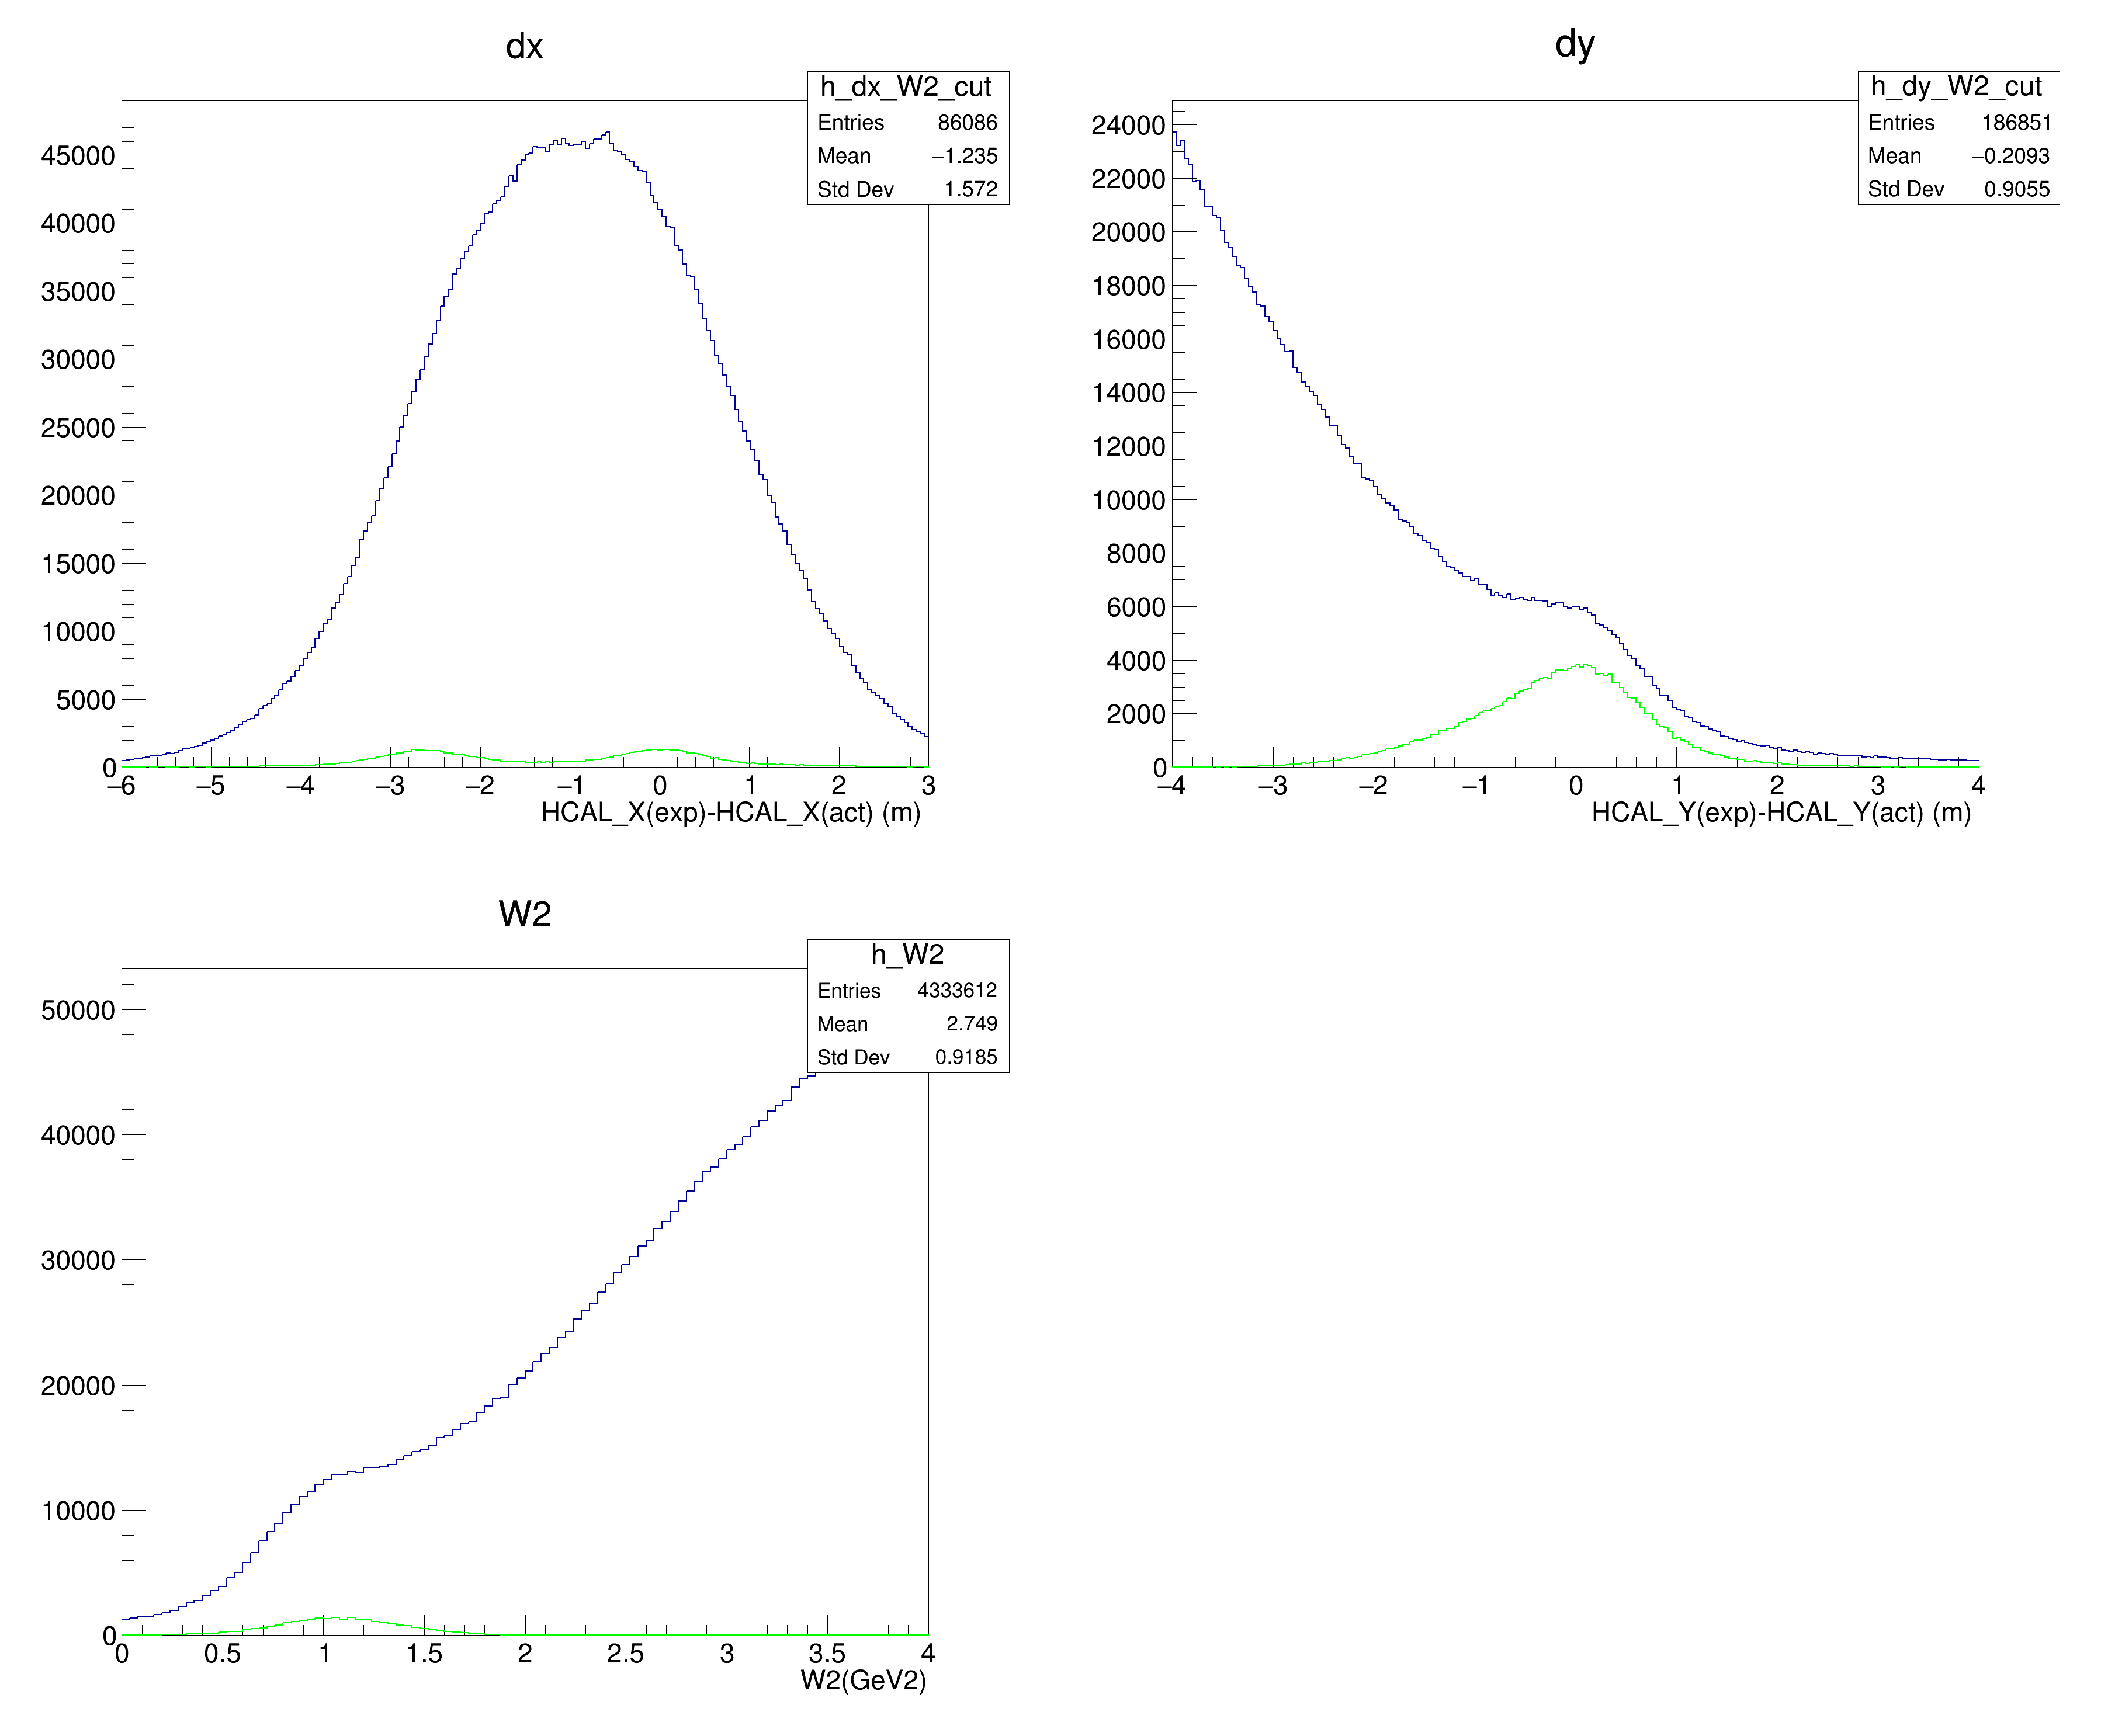 dx
h_dx_W2_cut
Entries 86086
Mean −1.235
Std Dev 1.572
45000
40000
35000
30000
25000
20000
15000
10000
5000
0
−6 −5 −4 −3 −2 −1 0 1 2 3
HCAL_X(exp)-HCAL_X(act) (m)
dy
h_dy_W2_cut
Entries 186851
Mean −0.2093
Std Dev 0.9055
24000
22000
20000
18000
16000
14000
12000
10000
8000
6000
4000
2000
0
−4 −3 −2 −1 0 1 2 3 4
HCAL_Y(exp)-HCAL_Y(act) (m)
W2
h_W2
Entries 4333612
Mean 2.749
Std Dev 0.9185
50000
40000
30000
20000
10000
0
0 0.5 1 1.5 2 2.5 3 3.5 4
W2(GeV2)